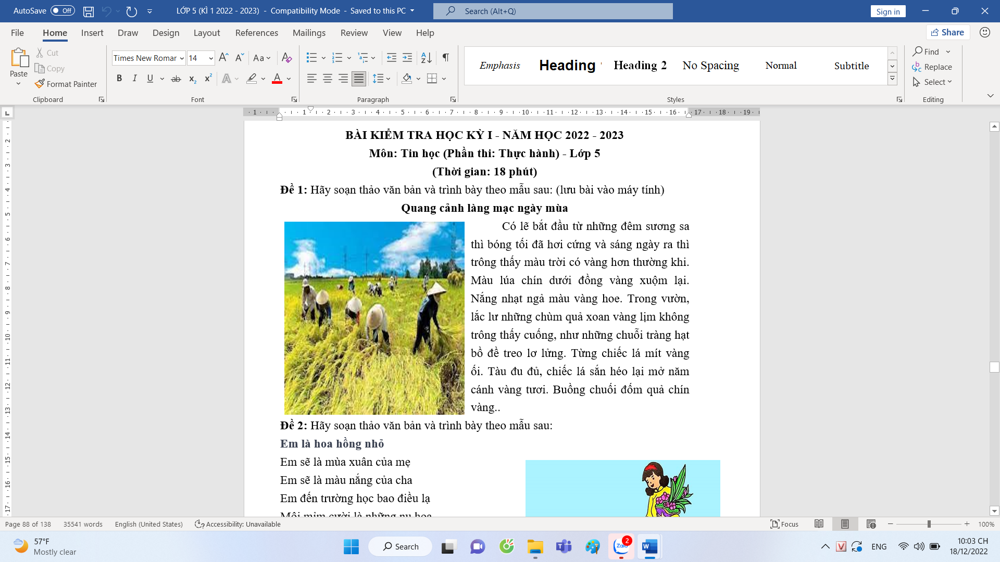 AutoSave Off LỚP 5 (KÌ 1 2022 - 2023) - Compatibility Mode - Saved to this PC Search (Alt+Q) Sign in
File Home Insert Draw Design Layout References Mailings Review View Help Share
Paste Cut Copy Format Painter
Times New Romar 14
Emphasis Heading Heading 2 No Spacing Normal Subtitle
Find Replace Select
Clipboard Font Paragraph Styles Editing
BÀI KIỂM TRA HỌC KỲ I - NĂM HỌC 2022 - 2023
Môn: Tin học (Phần thi: Thực hành) - Lớp 5
(Thời gian: 18 phút)
Đề 1: Hãy soạn thảo văn bản và trình bày theo mẫu sau: (lưu bài vào máy tính)
Quang cảnh làng mạc ngày mùa
Có lẽ bắt đầu từ những đêm sương sa
thì bóng tối đã hơi cứng và sáng ngày ra thì
trông thấy màu trời có vàng hơn thường khi.
Màu lúa chín dưới đồng vàng xuộm lại.
Nắng nhạt ngả màu vàng hoe. Trong vườn,
lắc lư những chùm quả xoan vàng lịm không
trông thấy cuống, như những chuỗi tràng hạt
bồ đề treo lơ lửng. Từng chiếc lá mít vàng
ối. Tàu đu đủ, chiếc lá sắn héo lại mở năm
cánh vàng tươi. Buồng chuối đốm quả chín
vàng..
Đề 2: Hãy soạn thảo văn bản và trình bày theo mẫu sau:
Em là hoa hồng nhỏ
Em sẽ là mùa xuân của mẹ
Em sẽ là màu nắng của cha
Em đến trường học bao điều lạ
Môi mỉm cười là những nụ hoa
Page 88 of 138 35541 words English (United States) Accessibility: Unavailable Focus 100%
57°F
Mostly clear
Search
Zalo 2
ENG
10:03 CH
18/12/2022